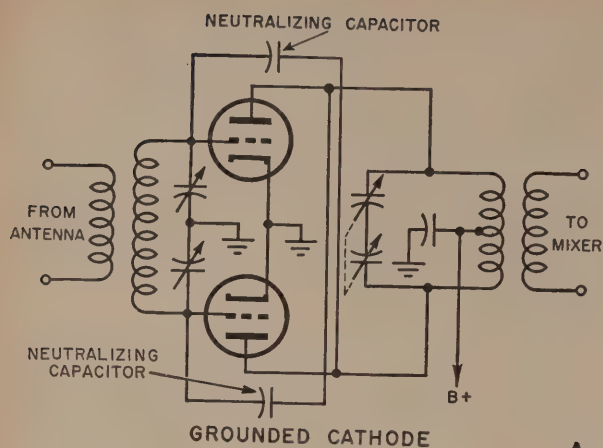 NEUTRALIZING CAPACITOR
FROM
ANTENNA
TO
MIXER
NEUTRALIZING
CAPACITOR
B+
GROUNDED CATHODE
A